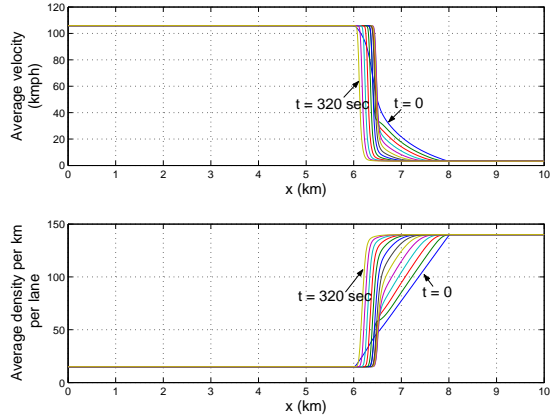 Average velocity
(kmph)
120
100
80
60
40
20
0
t = 320 sec
t = 0
0 1 2 3 4 5 6 7 8 9 10
x (km)
Average density per km
per lane
150
100
50
0
t = 320 sec
t = 0
0 1 2 3 4 5 6 7 8 9 10
x (km)